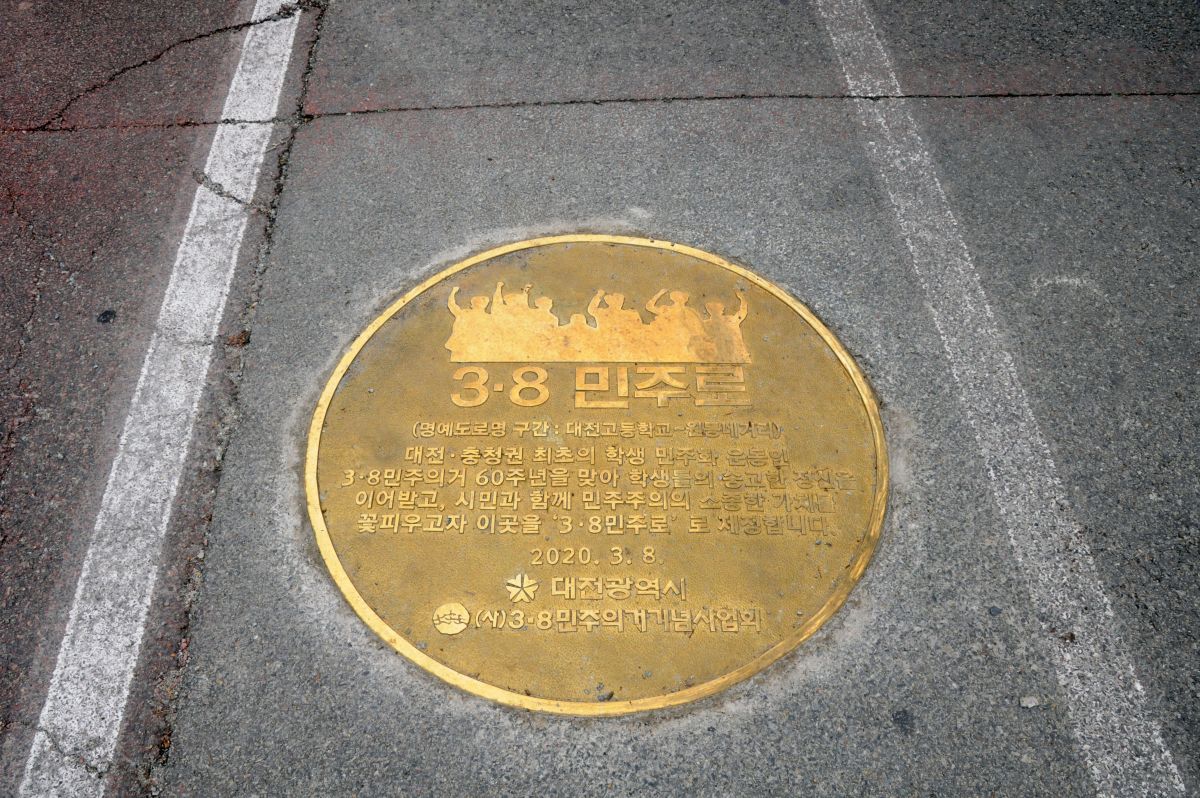 3·8 민주로
(명예도로명 구간 : 대전고등학교~원동네거리)
대전·충청권 최초의 학생 민주화 운동인
3·8민주의거 60주년을 맞아 학생들의 숭고한 정신을
이어받고, 시민과 함께 민주주의의 소중한 가치를
꽃피우고자 이곳을 '3·8민주로' 로 제정합니다.
2020. 3. 8.
대전광역시
(사)3·8민주의거기념사업회